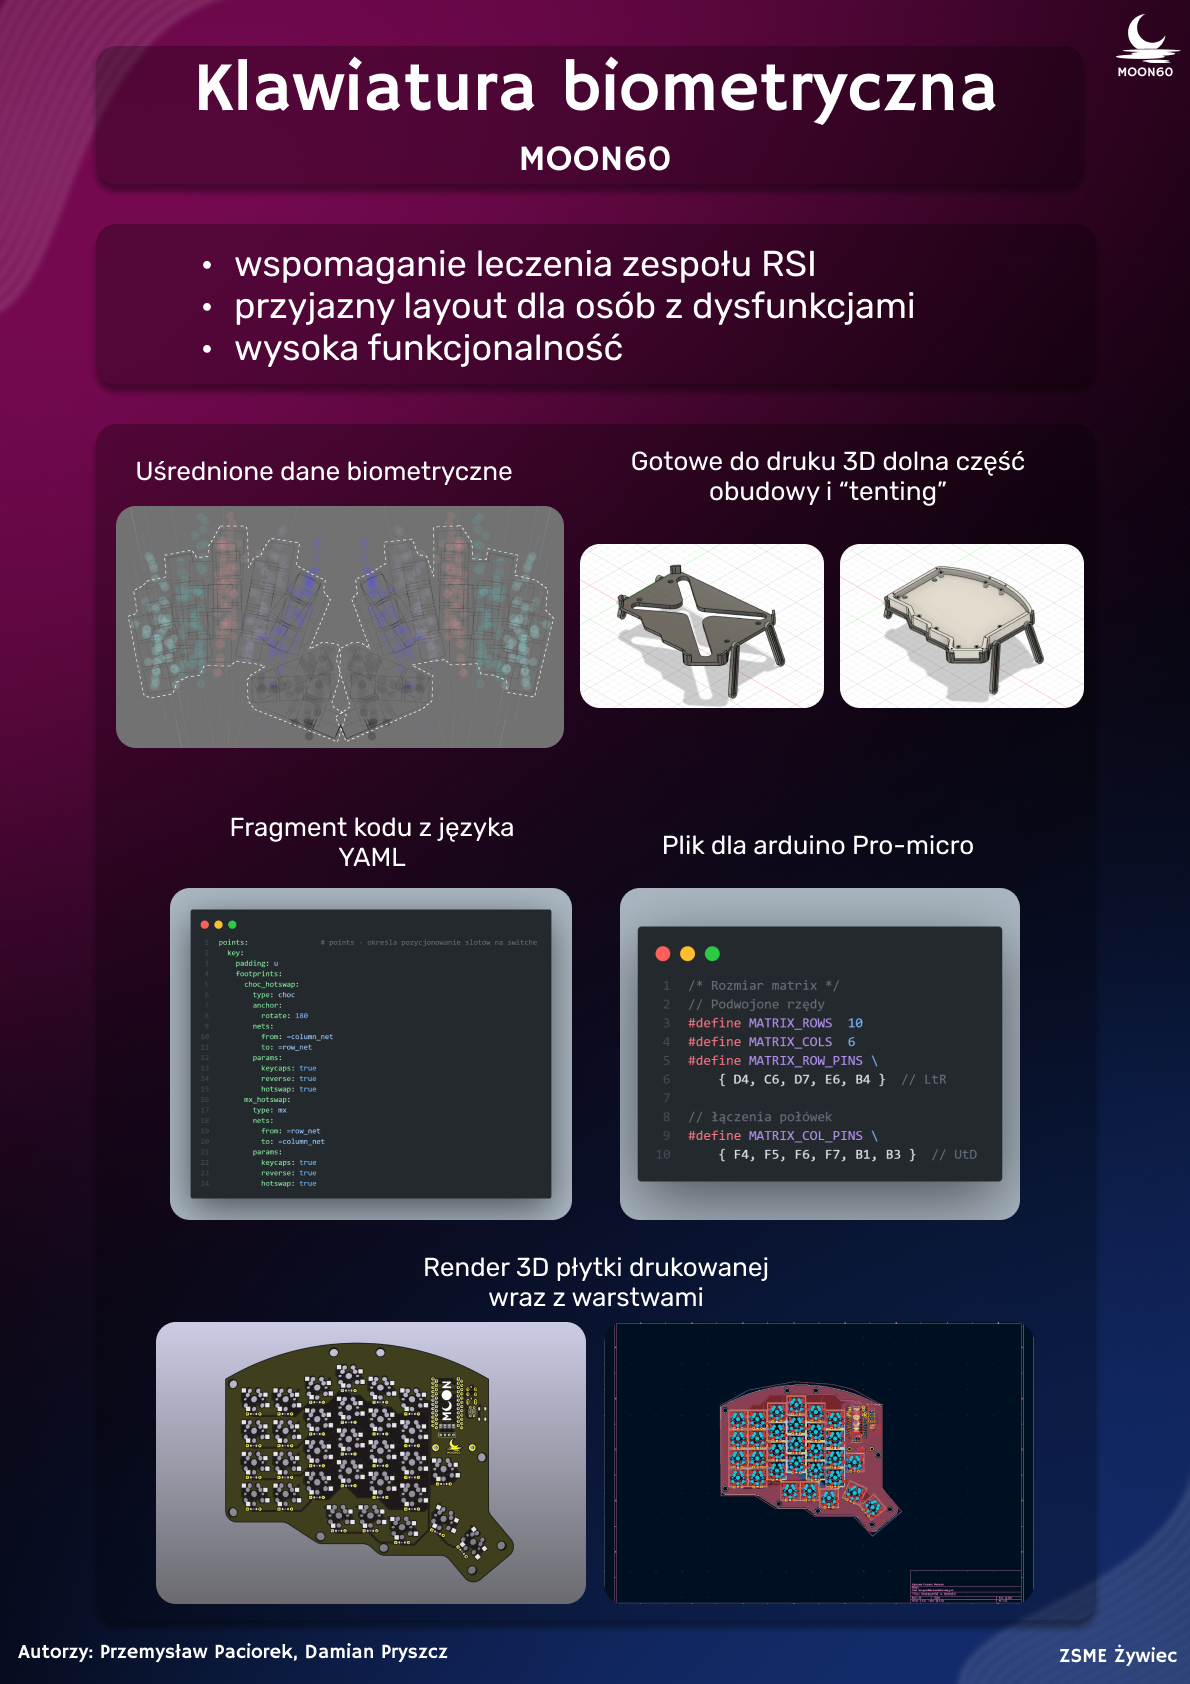 MOON60
Klawiatura biometryczna
MOON60
• wspomaganie leczenia zespołu RSI
• przyjazny layout dla osób z dysfunkcjami
• wysoka funkcjonalność
Uśrednione dane biometryczne
Gotowe do druku 3D dolna część
obudowy i “tenting”
Fragment kodu z języka
YAML
1 points: # points - określa pozycjonowanie slotów na switche
2 key:
3 padding: u
4 footprints:
5 choc_hotswap:
6 type: choc
7 anchor:
8 rotate: 180
9 nets:
10 from: =column_net
11 to: =row_net
12 params:
13 keycaps: true
14 reverse: true
15 hotswap: true
16 mx_hotswap:
17 type: mx
18 nets:
19 from: =row_net
20 to: =column_net
21 params:
22 keycaps: true
23 reverse: true
24 hotswap: true
Plik dla arduino Pro-micro
1 /* Rozmiar matrix */
2 // Podwojone rzędy
3 #define MATRIX_ROWS 10
4 #define MATRIX_COLS 6
5 #define MATRIX_ROW_PINS \
6 { D4, C6, D7, E6, B4 } // LtR
7
8 // łączenia połówek
9 #define MATRIX_COL_PINS \
10 { F4, F5, F6, F7, B1, B3 } // UtD
Render 3D płytki drukowanej
wraz z warstwami
MOON
Autorzy: Przemysław Paciorek, Damian Pryszcz
ZSME Żywiec